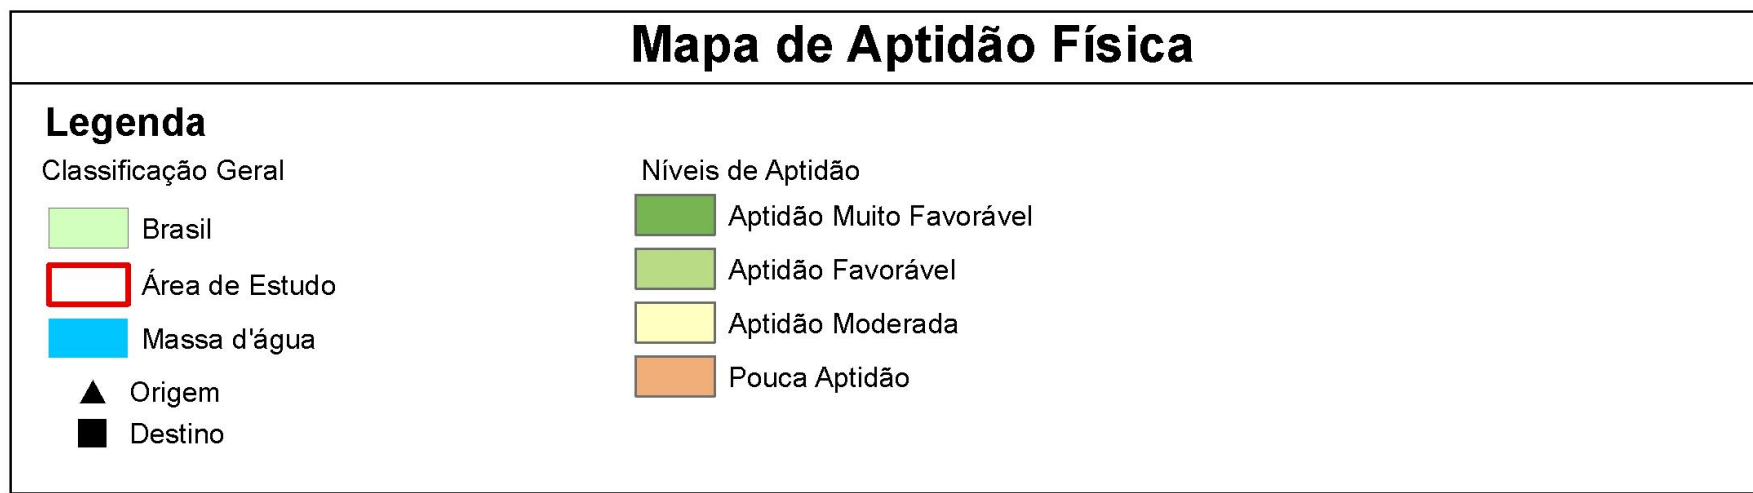 Mapa de Aptidão Física
Legenda
Classificação Geral
Brasil
Área de Estudo
Massa d'água
Origem
Destino
Níveis de Aptidão
Aptidão Muito Favorável
Aptidão Favorável
Aptidão Moderada
Pouca Aptidão